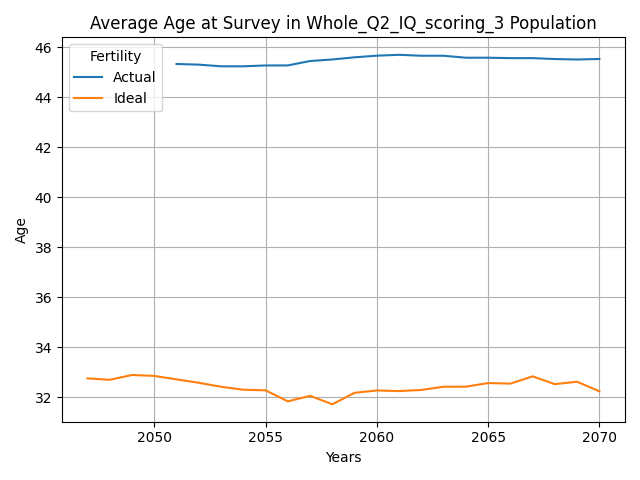 Average Age at Survey in Whole_Q2_IQ_scoring_3 Population
Fertility
Actual
Ideal
46
44
42
40
38
36
34
32
Age
2050
2055
2060
2065
2070
Years